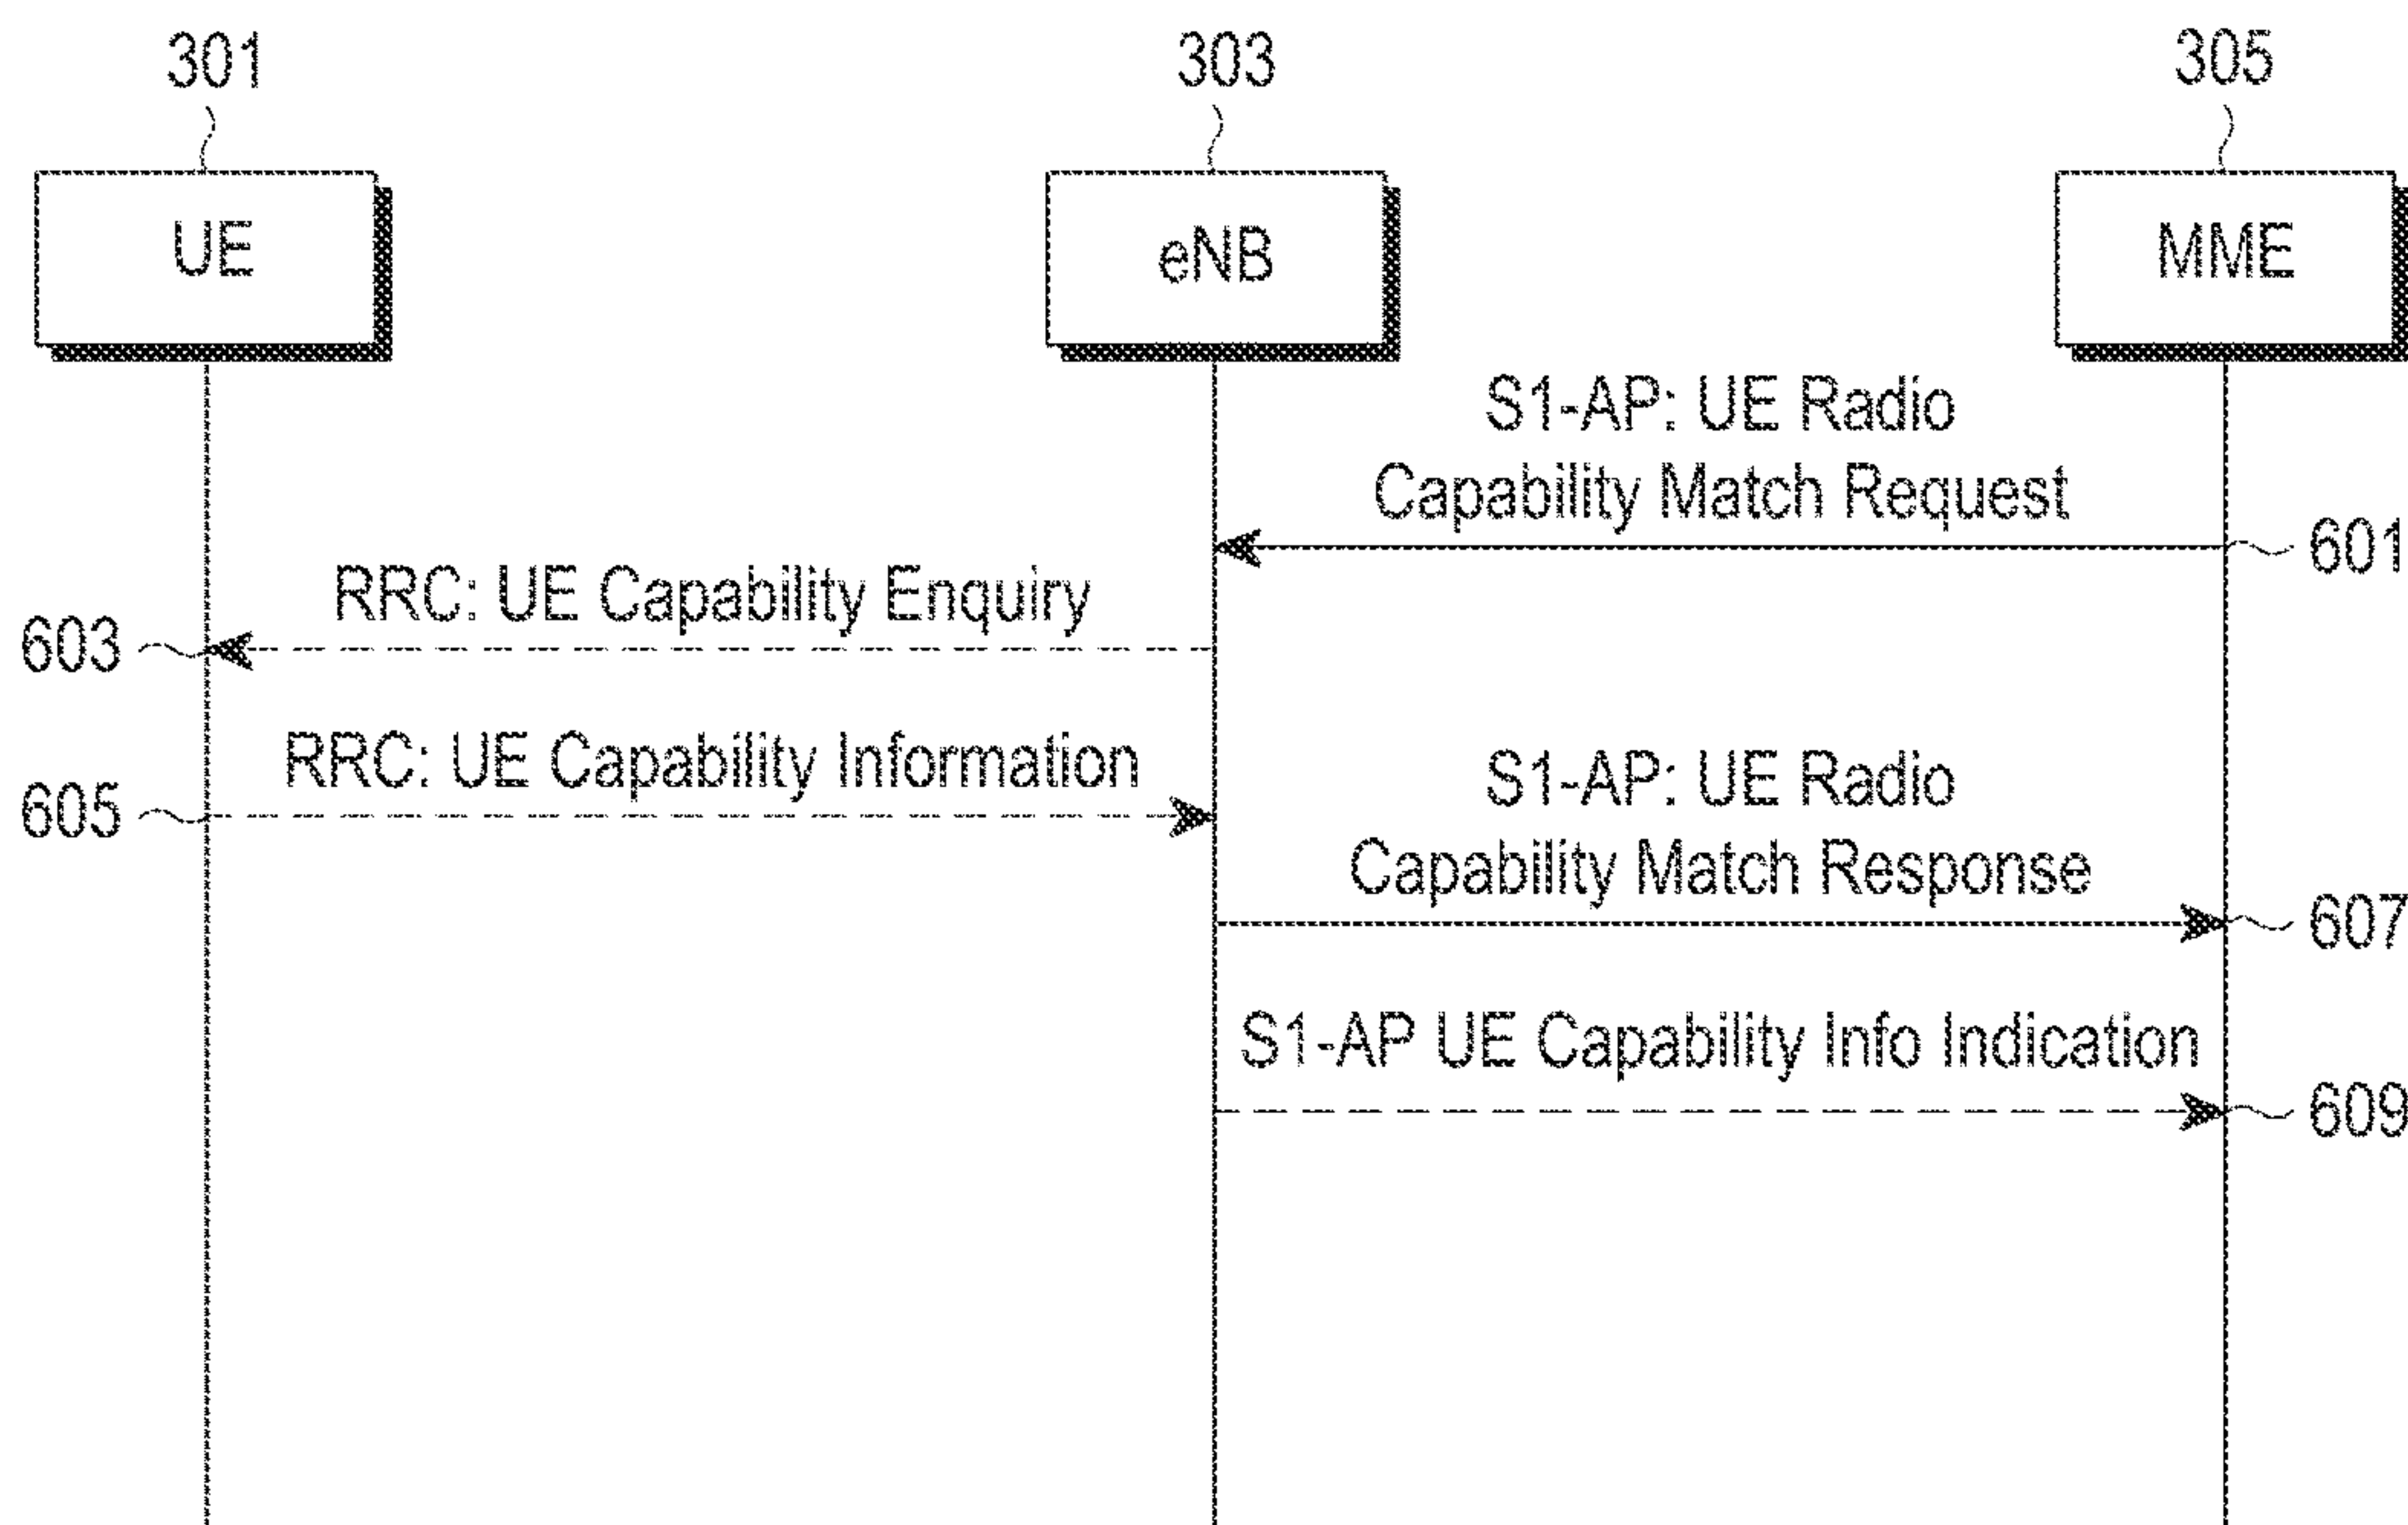 301
303
305
UE
eNB
MME
S1-AP: UE Radio
Capability Match Request
601
RRC: UE Capability Enquiry
603
RRC: UE Capability Information
605
S1-AP: UE Radio
Capability Match Response
607
S1-AP UE Capability Info Indication
609